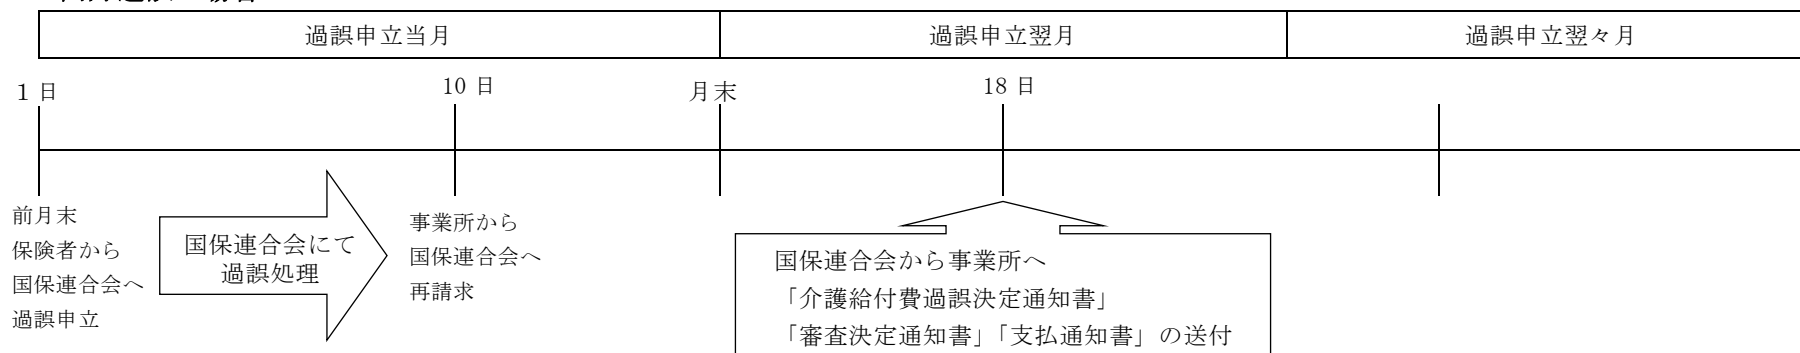 過誤申立当月
過誤申立翌月
過誤申立翌々月
1日
10日
月末
18日
前月末
保険者から
国保連合会へ
過誤申立
国保連合会にて
過誤処理
事業所から
国保連合会へ
再請求
国保連合会から事業所へ
「介護給付費過誤決定通知書」
「審査決定通知書」「支払通知書」の送付